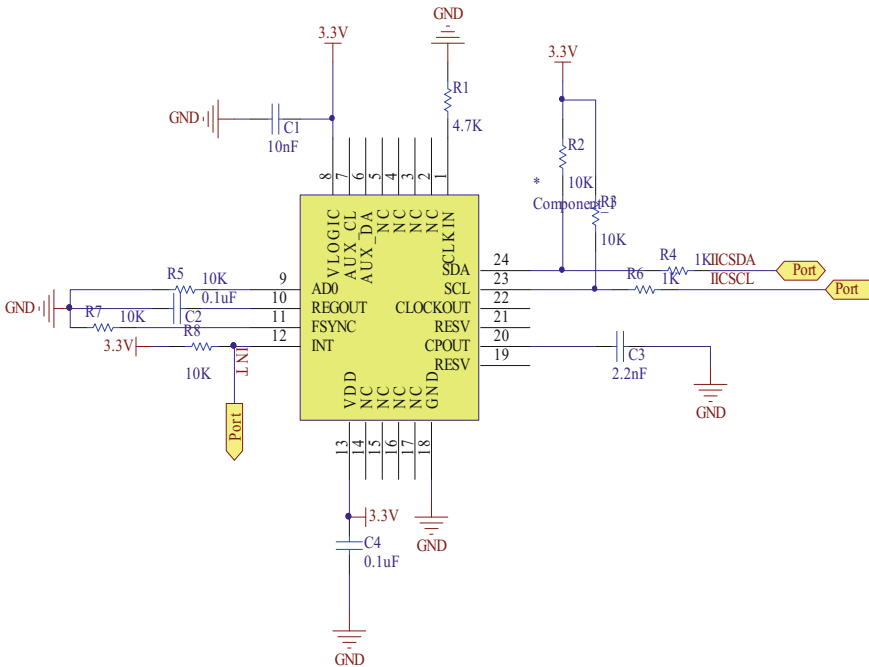 GND
3.3V
3.3V
R1
4.7K
GND
C1
10nF
R2
10K
*
Component_1
R3
10K
8
7
6
5
4
3
2
1
VLOGIC
AUX_CL
AUX_DA
NC
NC
NC
NC
CLKIN
R5
10K
0.1uF
9
AD0
SDA
24
R4
1K
IICSDA
Port
GND
C2
10
REGOUT
SCL
23
R6
1K
IICSCL
Port
R7
10K
11
FSYNC
CLOCKOUT
22
RESV
21
3.3V
R8
10K
12
INT
CPOUT
20
C3
2.2nF
GND
RESV
19
INT
Port
VDD
NC
NC
NC
NC
GND
13
14
15
16
17
18
3.3V
GND
C4
0.1uF
GND